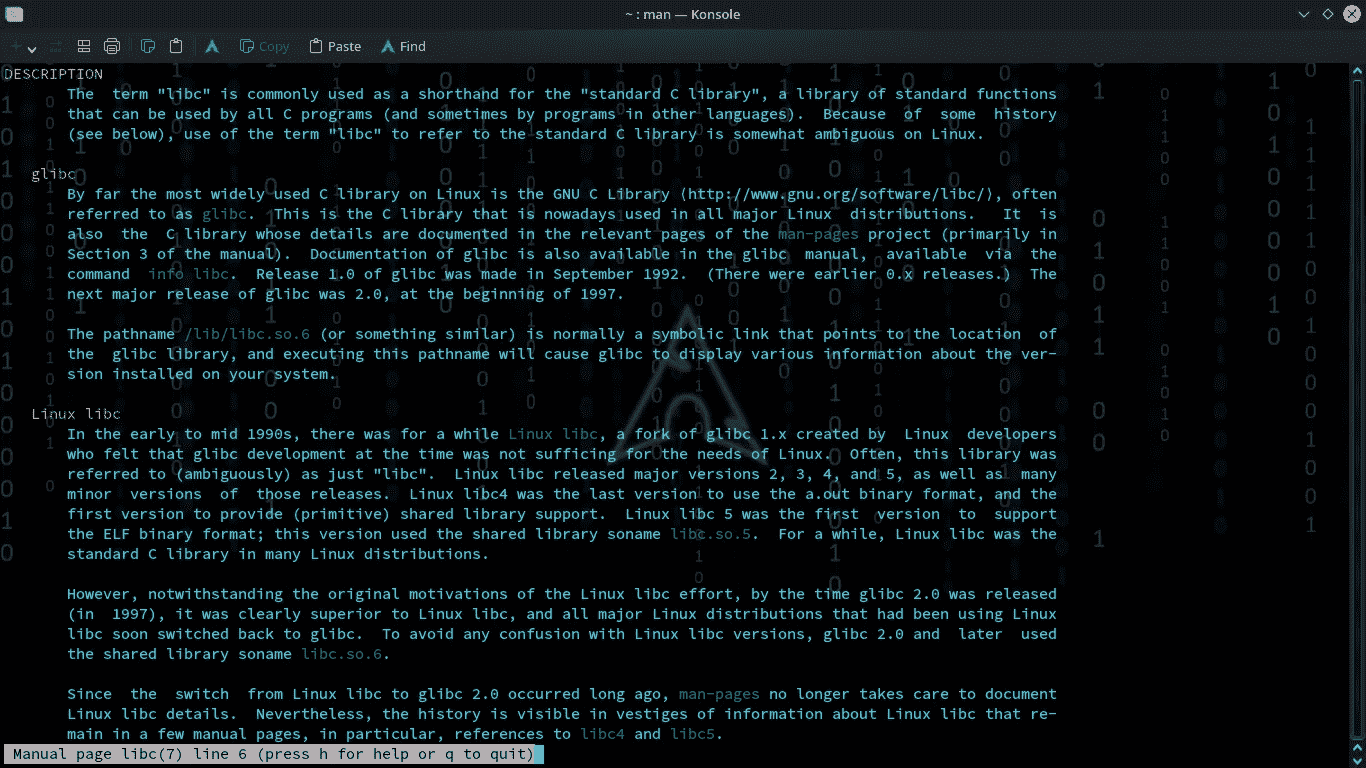 ~ : man — Konsole
Copy Paste Find
DESCRIPTION
The term "libc" is commonly used as a shorthand for the "standard C library", a library of standard functions
that can be used by all C programs (and sometimes by programs in other languages). Because of some history
(see below), use of the term "libc" to refer to the standard C library is somewhat ambiguous on Linux.
glibc
By far the most widely used C library on Linux is the GNU C Library ⟨http://www.gnu.org/software/libc/⟩, often
referred to as glibc. This is the C library that is nowadays used in all major Linux distributions. It is
also the C library whose details are documented in the relevant pages of the man-pages project (primarily in
Section 3 of the manual). Documentation of glibc is also available in the glibc manual, available via the
command info libc. Release 1.0 of glibc was made in September 1992. (There were earlier 0.x releases.) The
next major release of glibc was 2.0, at the beginning of 1997.
The pathname /lib/libc.so.6 (or something similar) is normally a symbolic link that points to the location of
the glibc library, and executing this pathname will cause glibc to display various information about the ver‐
sion installed on your system.
Linux libc
In the early to mid 1990s, there was for a while Linux libc, a fork of glibc 1.x created by Linux developers
who felt that glibc development at the time was not sufficing for the needs of Linux. Often, this library was
referred to (ambiguously) as just "libc". Linux libc released major versions 2, 3, 4, and 5, as well as many
minor versions of those releases. Linux libc4 was the last version to use the a.out binary format, and the
first version to provide (primitive) shared library support. Linux libc 5 was the first version to support
the ELF binary format; this version used the shared library soname libc.so.5. For a while, Linux libc was the
standard C library in many Linux distributions.
However, notwithstanding the original motivations of the Linux libc effort, by the time glibc 2.0 was released
(in 1997), it was clearly superior to Linux libc, and all major Linux distributions that had been using Linux
libc soon switched back to glibc. To avoid any confusion with Linux libc versions, glibc 2.0 and later used
the shared library soname libc.so.6.
Since the switch from Linux libc to glibc 2.0 occurred long ago, man-pages no longer takes care to document
Linux libc details. Nevertheless, the history is visible in vestiges of information about Linux libc that re‐
main in a few manual pages, in particular, references to libc4 and libc5.
Manual page libc(7) line 6 (press h for help or q to quit)